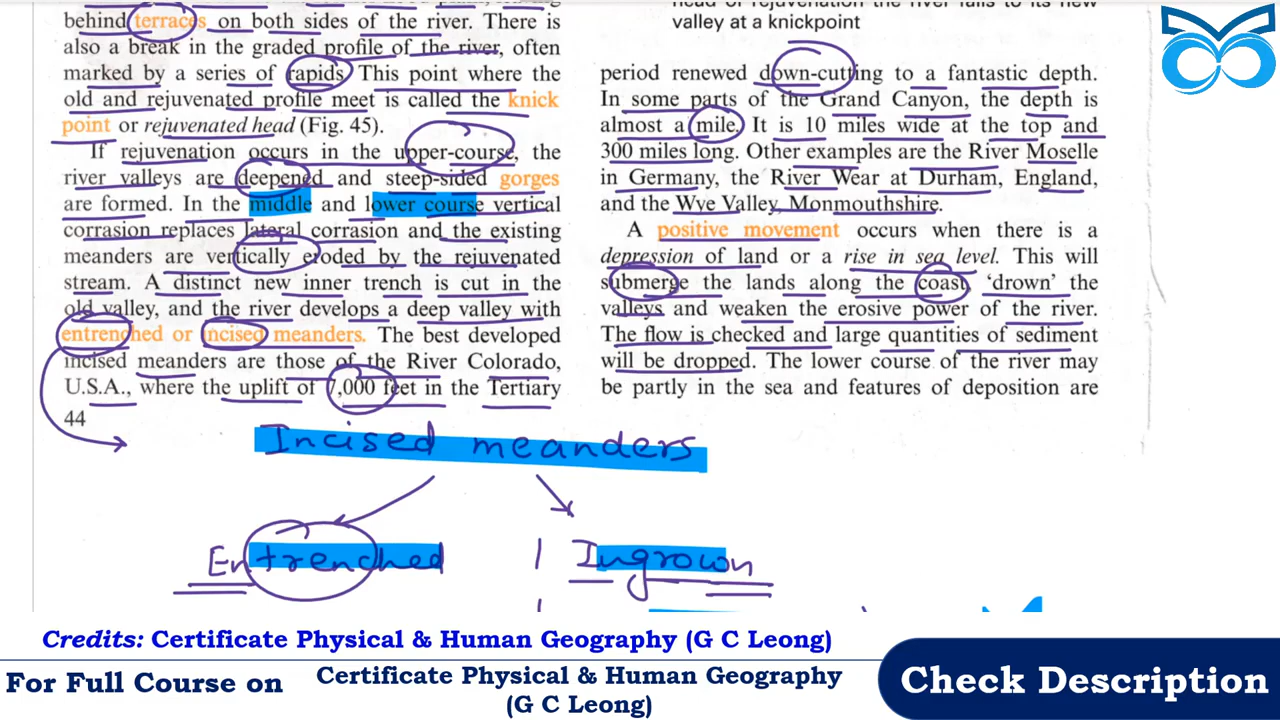 behind terraces on both sides of the river. There is
also a break in the graded profile of the river, often
marked by a series of rapids. This point where the
old and rejuvenated profile meet is called the knick
point or rejuvenated head (Fig. 45).
If rejuvenation occurs in the upper-course, the
river valleys are deepened and steep-sided gorges
are formed. In the middle and lower course vertical
corrasion replaces lateral corrasion and the existing
meanders are vertically eroded by the rejuvenated
stream. A distinct new inner trench is cut in the
old valley, and the river develops a deep valley with
entrenched or incised meanders. The best developed
incised meanders are those of the River Colorado,
U.S.A., where the uplift of 7,000 feet in the Tertiary
44
valley at a knickpoint
period renewed down-cutting to a fantastic depth.
In some parts of the Grand Canyon, the depth is
almost a mile. It is 10 miles wide at the top and
300 miles long. Other examples are the River Moselle
in Germany, the River Wear at Durham, England,
and the Wye Valley, Monmouthshire.
A positive movement occurs when there is a
depression of land or a rise in sea level. This will
submerge the lands along the coast, ‘drown’ the
valleys and weaken the erosive power of the river.
The flow is checked and large quantities of sediment
will be dropped. The lower course of the river may
be partly in the sea and features of deposition are
Incised meanders
Entrenched
Ingrown
Credits: Certificate Physical & Human Geography (G C Leong)
For Full Course on
Certificate Physical & Human Geography
(G C Leong)
Check Description